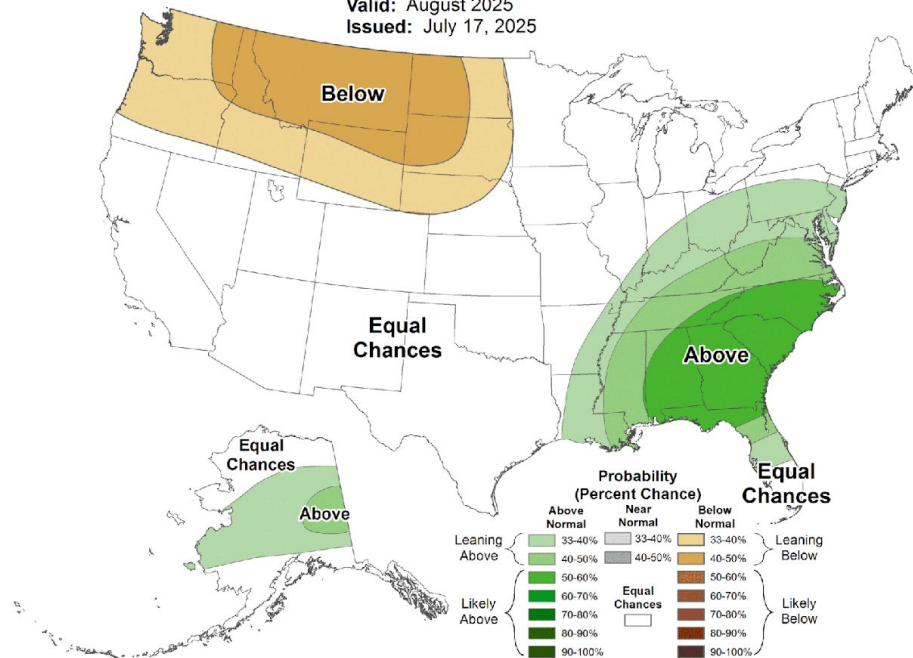 Valid: August 2025
Issued: July 17, 2025
Below
Equal
Chances
Above
Equal
Chances
Above
Equal
Chances
Probability
(Percent Chance)
Above
Normal
Near
Normal
Below
Normal
Leaning
Above
33-40%
33-40%
33-40%
Leaning
Below
40-50%
40-50%
40-50%
Likely
Above
50-60%
50-60%
Likely
Below
60-70%
Equal
Chances
60-70%
70-80%
70-80%
80-90%
80-90%
90-100%
90-100%